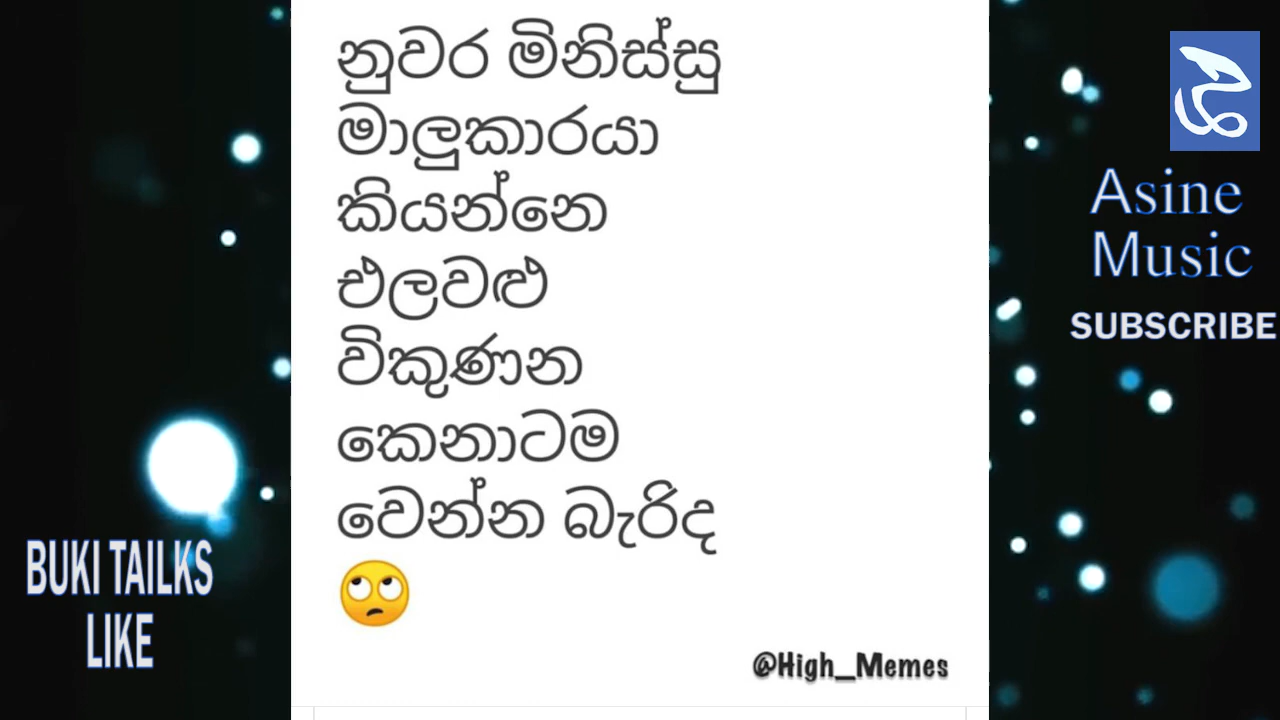 නුවර මිනිස්සු
මාලුකාරයා
කියන්නෙ
එලවළු
විකුණන
කෙනාටම
වෙන්න බැරිද
🙄
@High_Memes
BUKI TAILKS
LIKE
Asine
Music
SUBSCRIBE